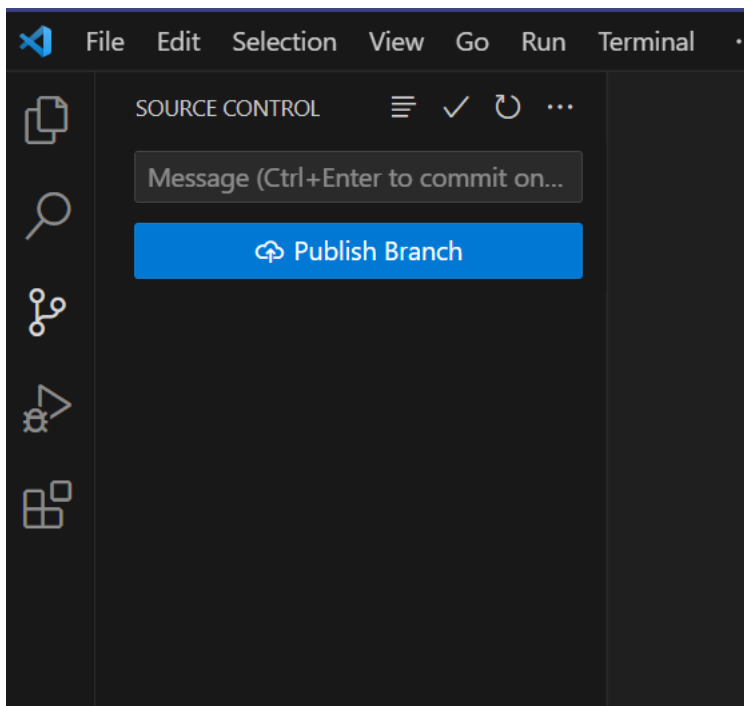 File Edit Selection View Go Run Terminal ·
SOURCE CONTROL ···
Message (Ctrl+Enter to commit on...
Publish Branch